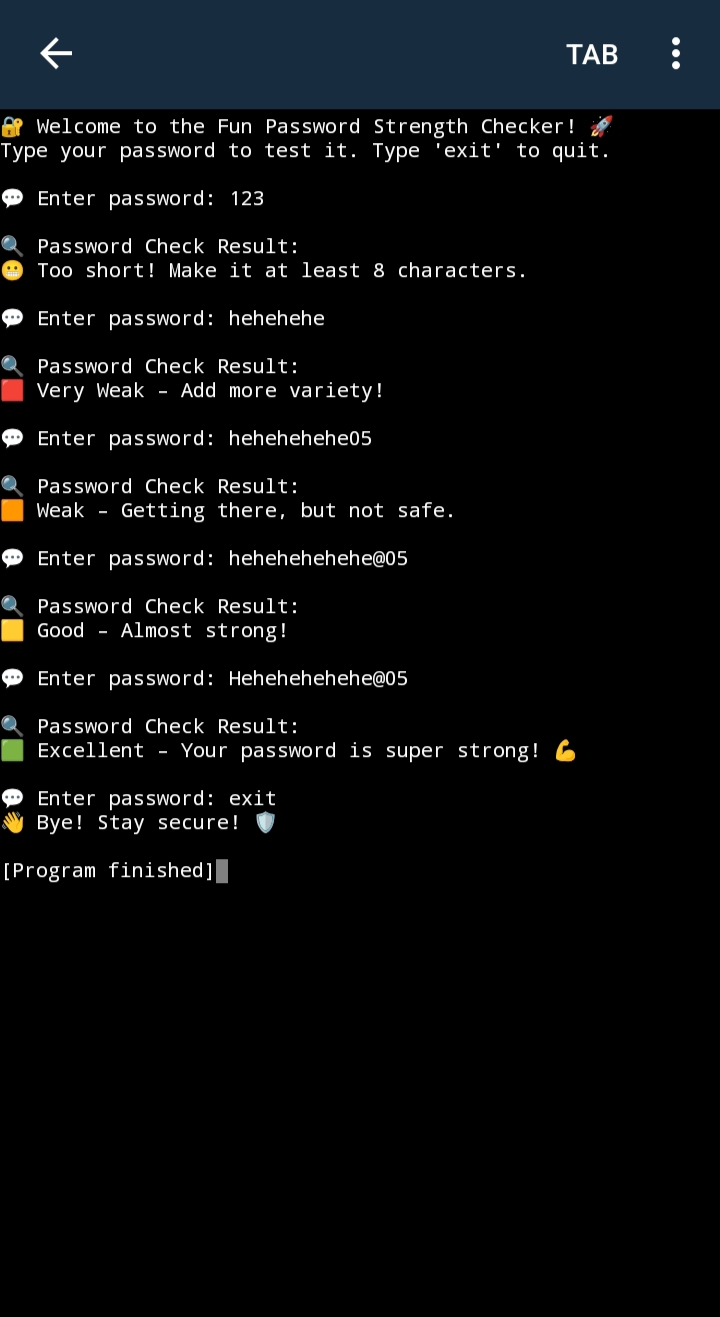 TAB
🔐 Welcome to the Fun Password Strength Checker! 🚀
Type your password to test it. Type 'exit' to quit.
💬 Enter password: 123
🔍 Password Check Result:
😬 Too short! Make it at least 8 characters.
💬 Enter password: hehehehe
🔍 Password Check Result:
🟥 Very Weak – Add more variety!
💬 Enter password: hehehehehe05
🔍 Password Check Result:
🟧 Weak – Getting there, but not safe.
💬 Enter password: hehehehehehe@05
🔍 Password Check Result:
🟨 Good – Almost strong!
💬 Enter password: Hehehehehehe@05
🔍 Password Check Result:
🟩 Excellent – Your password is super strong! 💪
💬 Enter password: exit
👋 Bye! Stay secure! 🛡️
[Program finished]